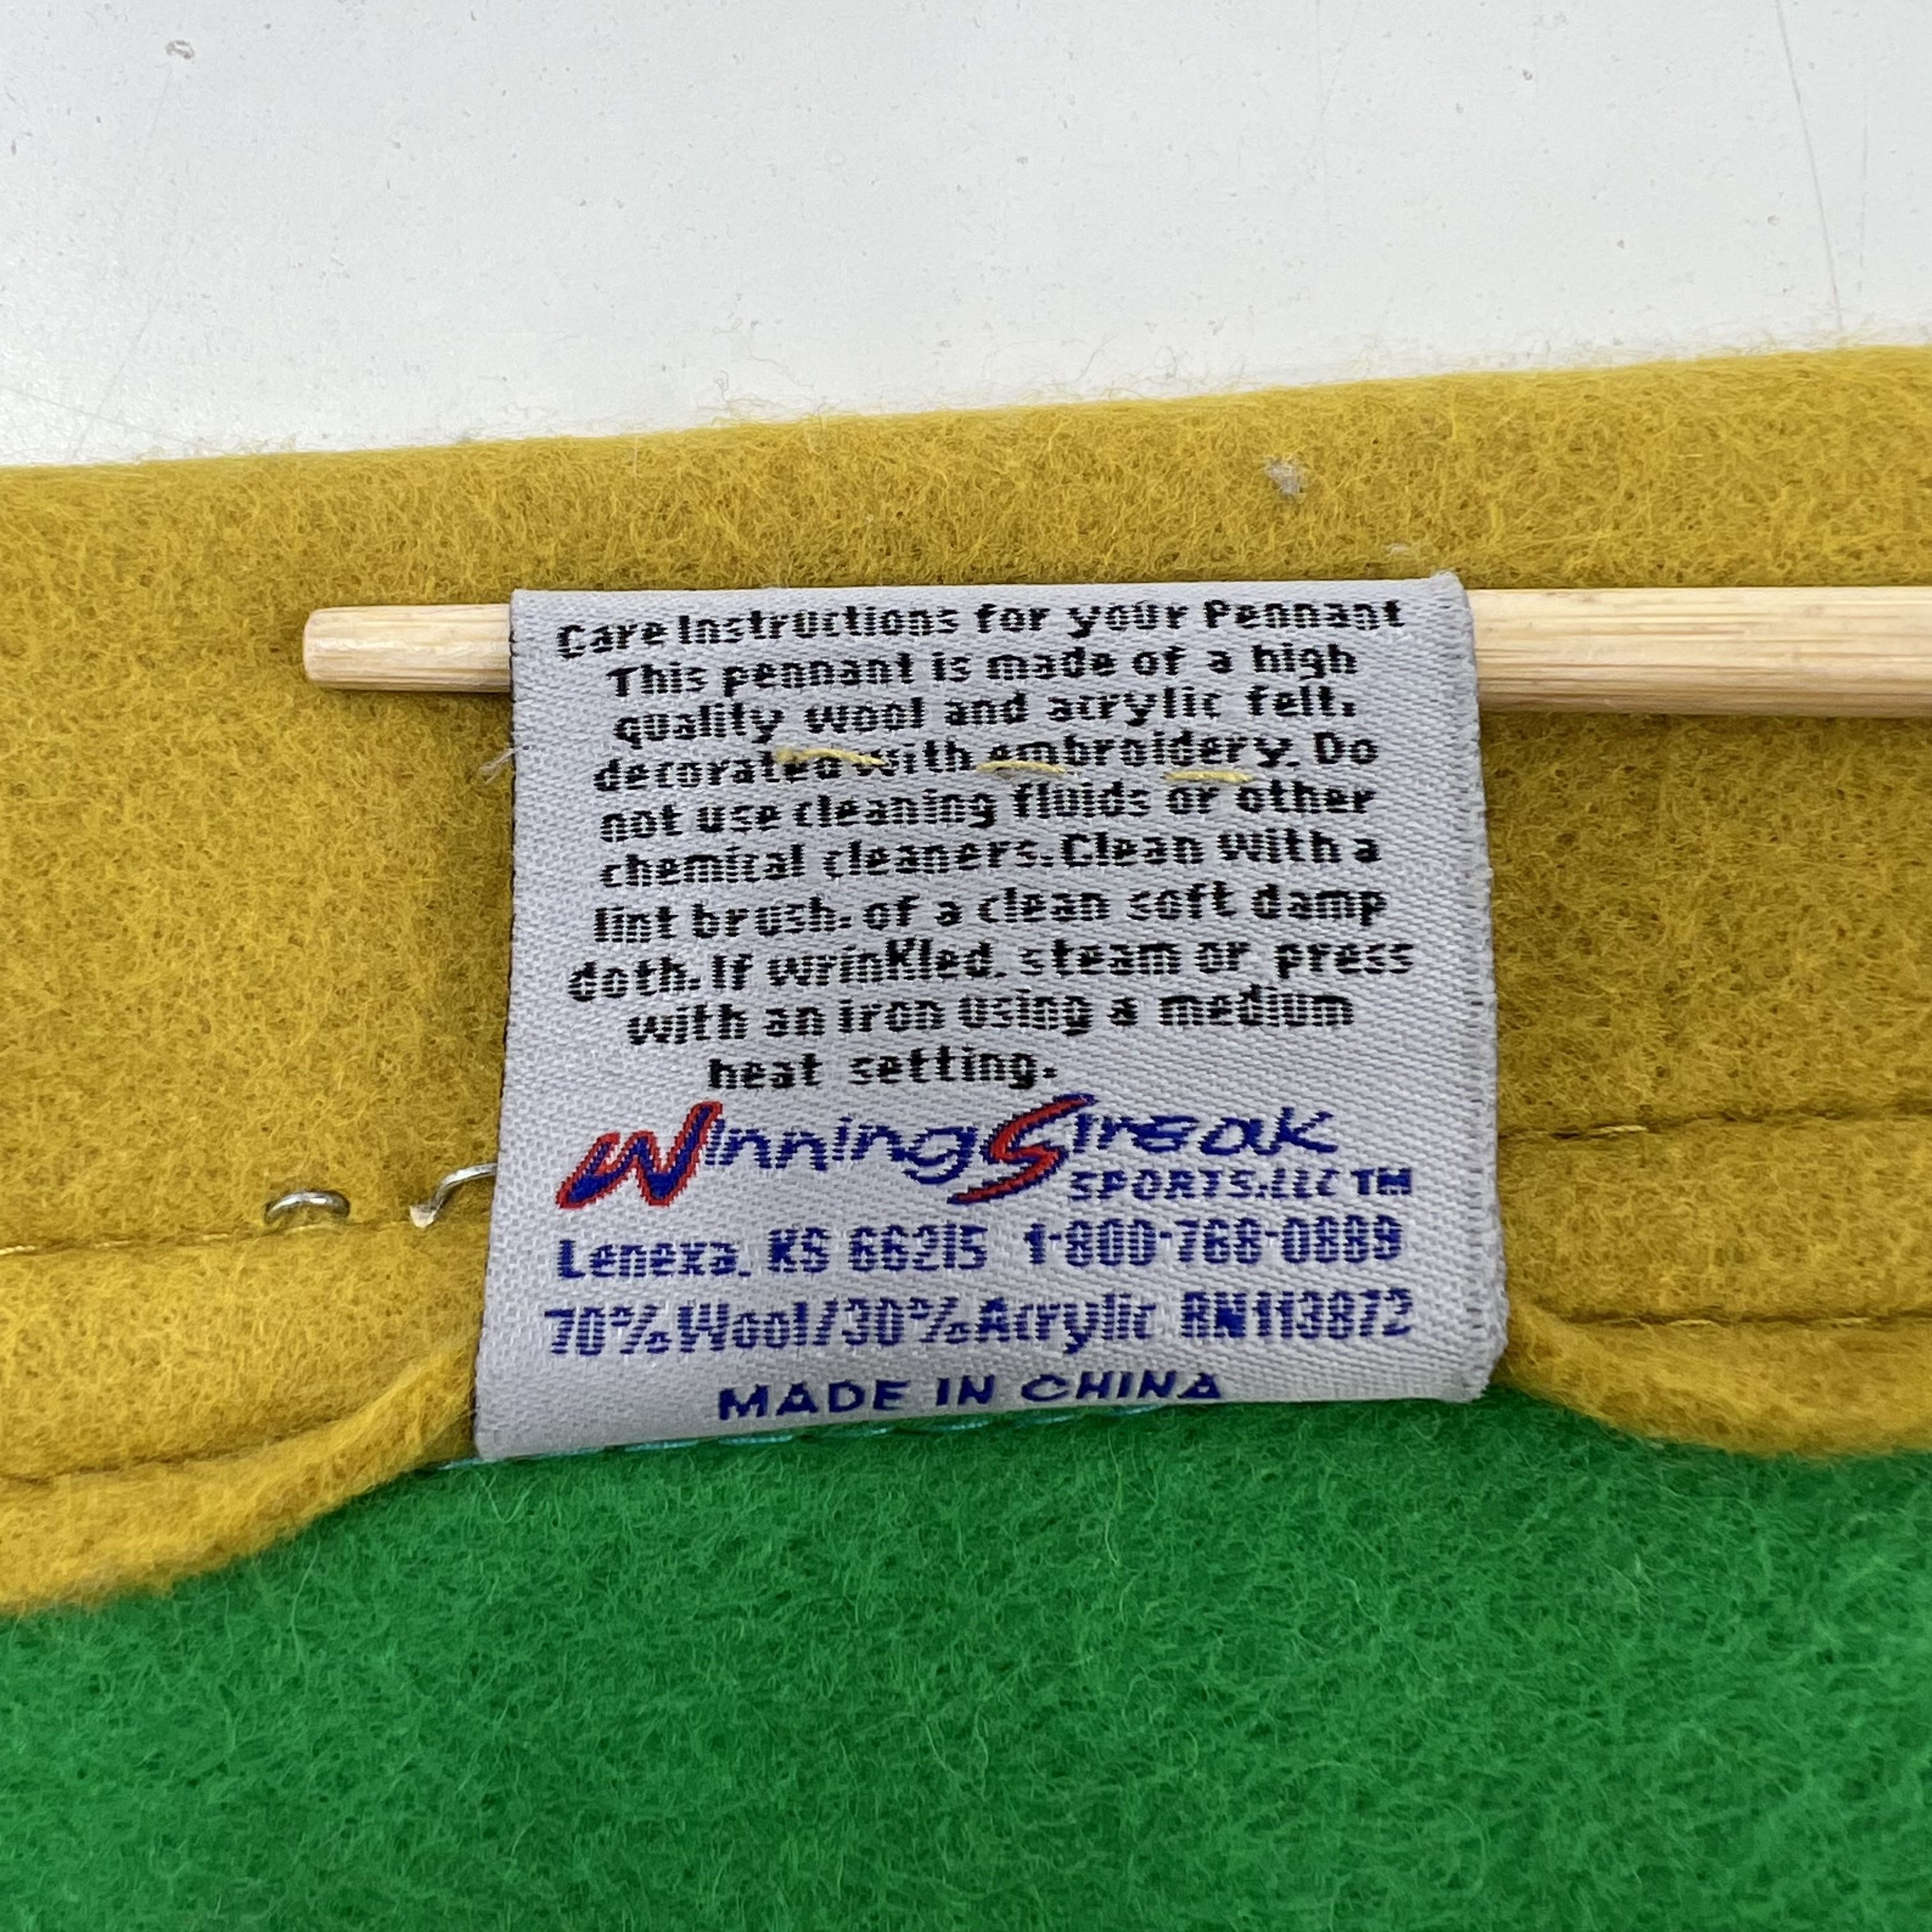 Care Instructions for your Pennant
This pennant is made of a high
quality wool and acrylic felt,
decorated with embroidery. Do
not use cleaning fluids or other
chemical cleaners. Clean with a
lint brush. of a clean soft damp
cloth. If wrinkled, steam or press
with an iron using a medium
heat setting.
Winning Streak
SPORTS, LLC TM
Lenexa, KS 66215 1-800-768-0889
70% Wool/30% Acrylic RN113872
MADE IN CHINA